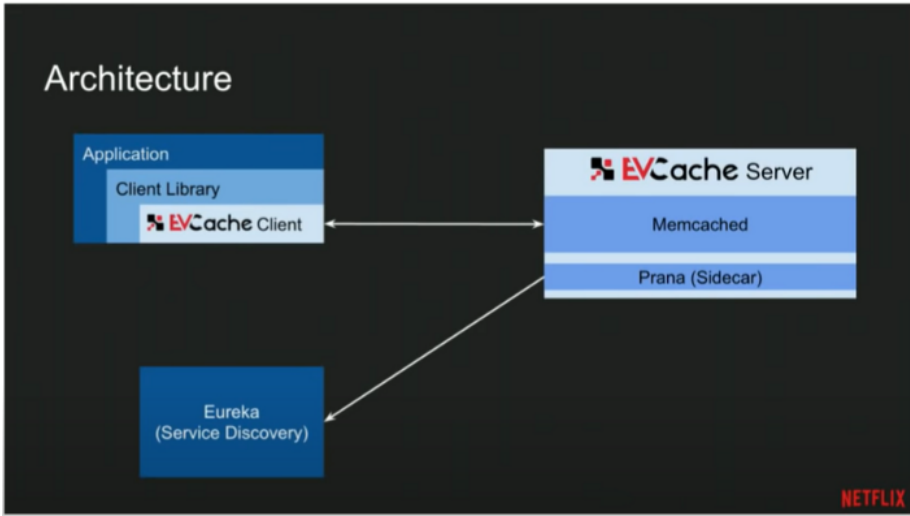 Architecture
Application
Client Library
EVCache Client
EVCache Server
Memcached
Prana (Sidecar)
Eureka
(Service Discovery)
NETFLIX